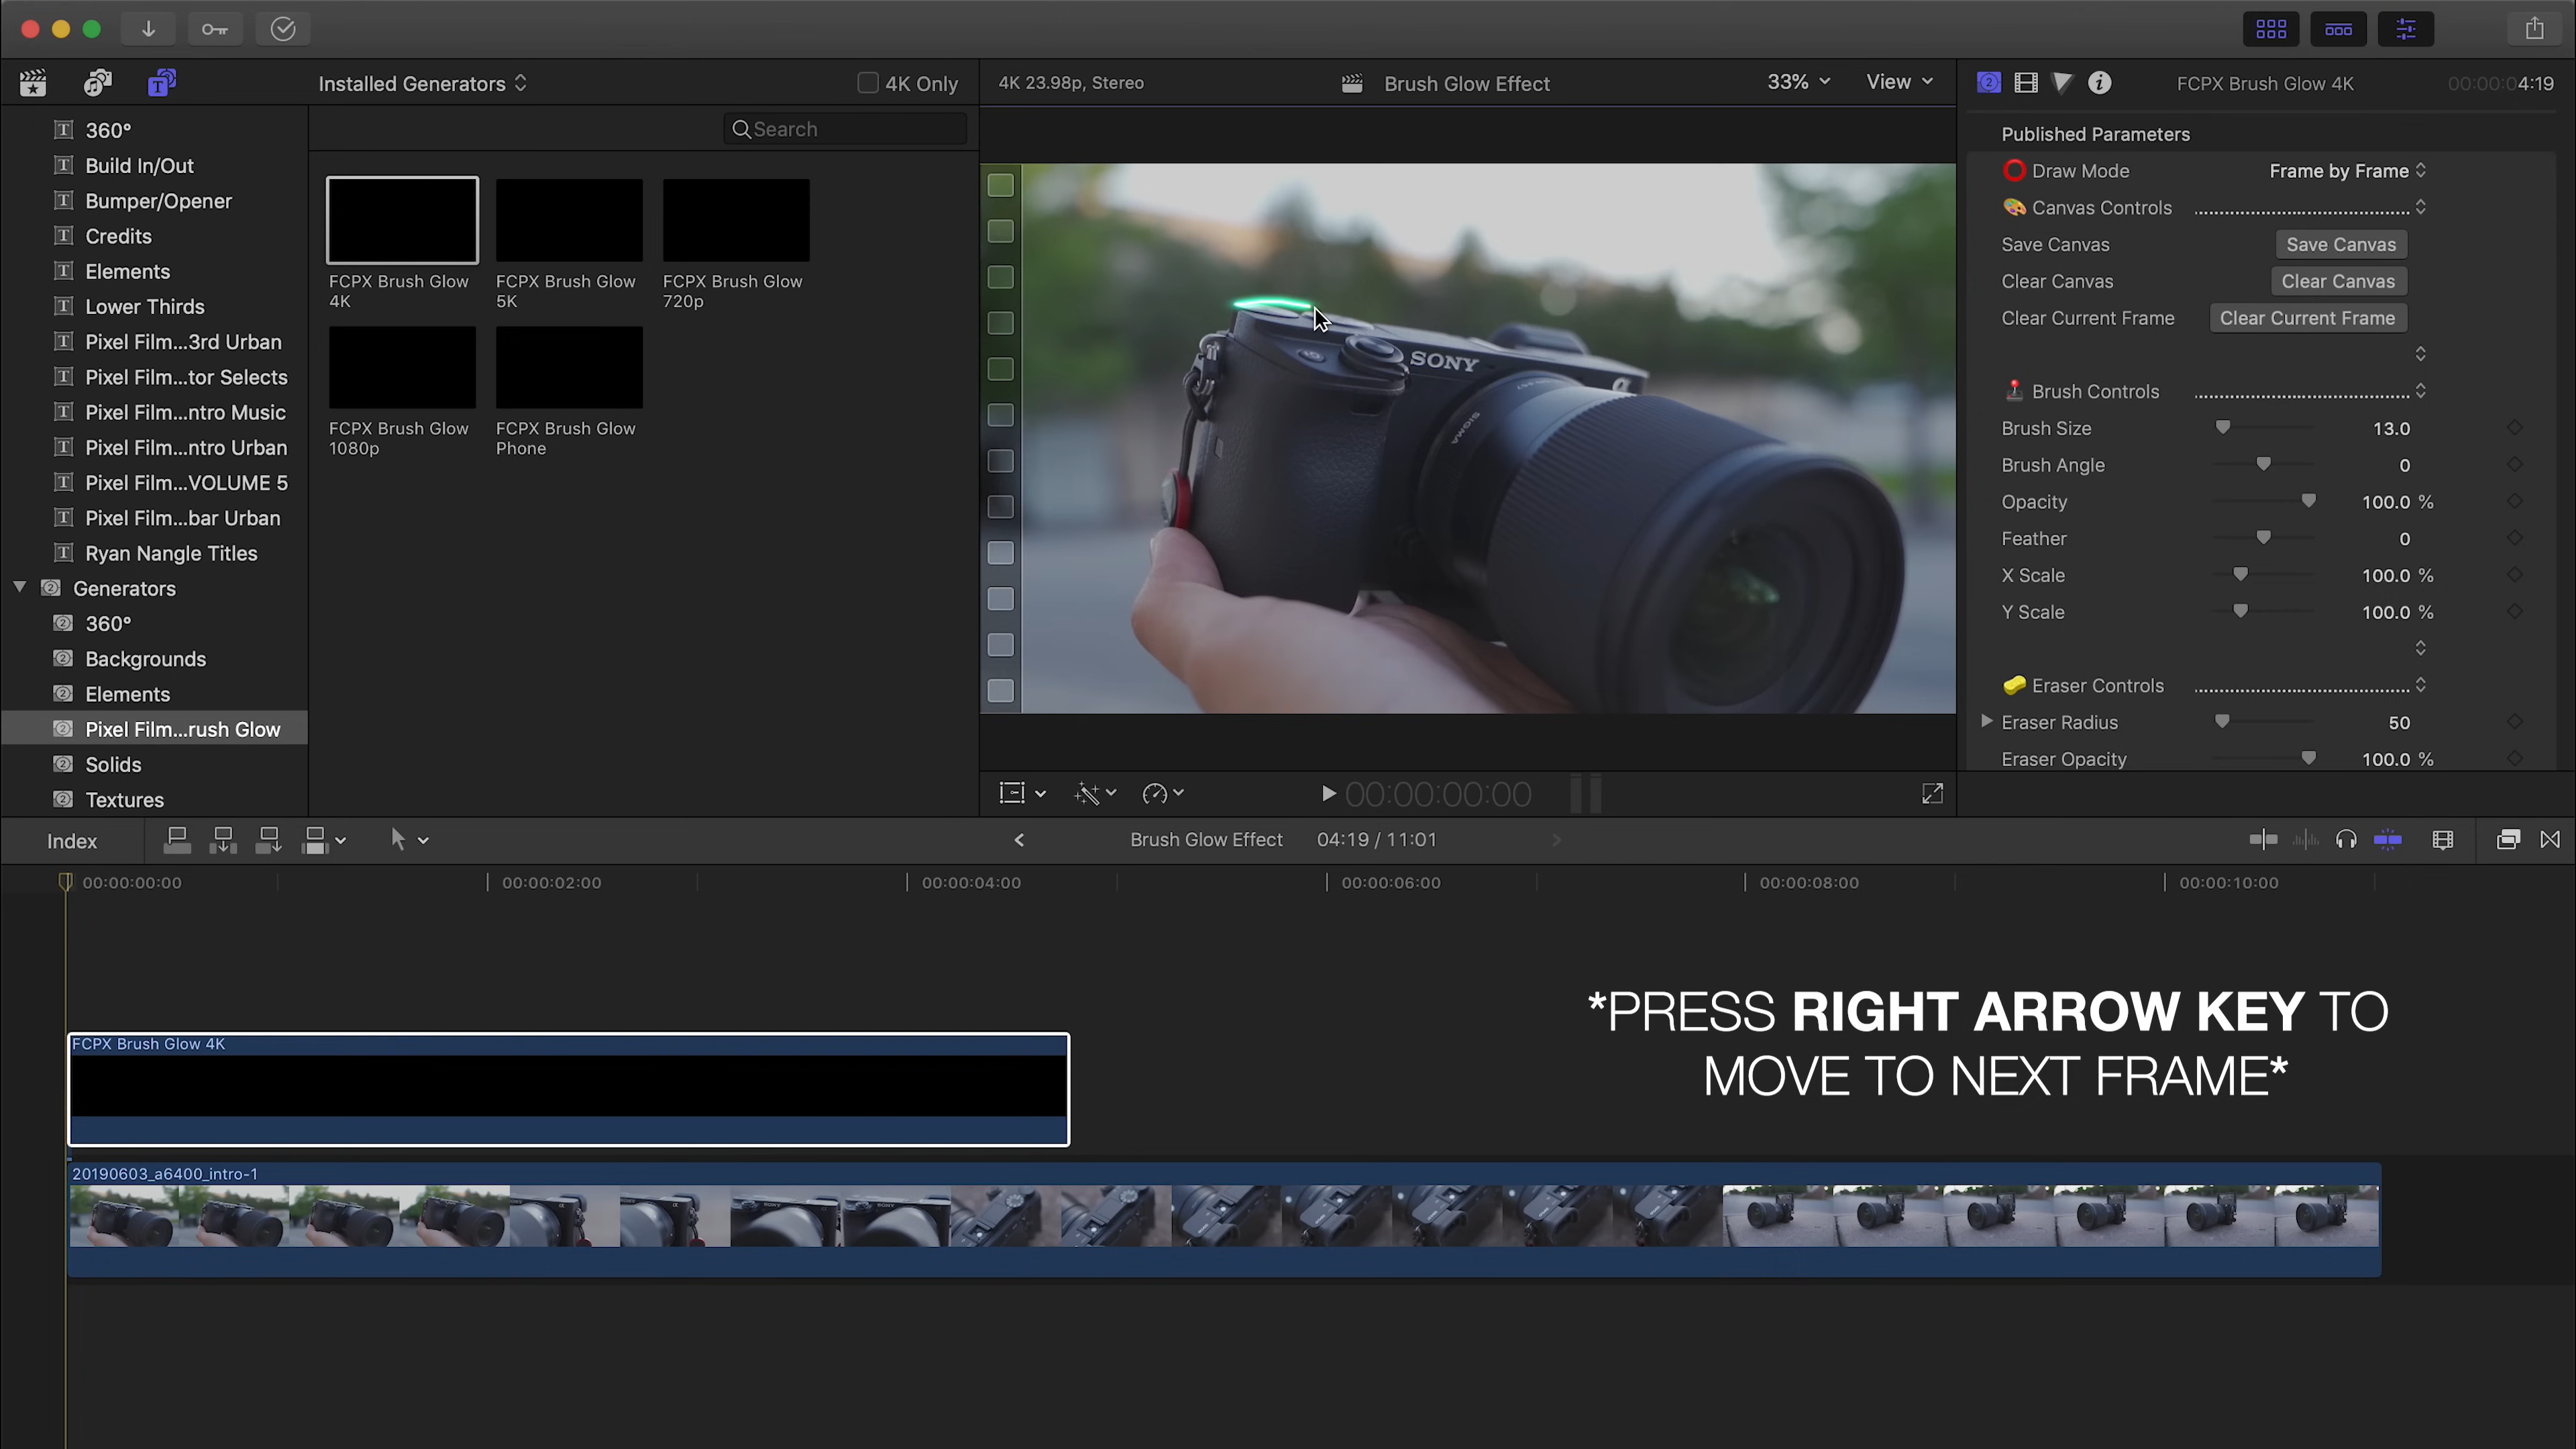 Installed Generators
4K Only
4K 23.98p, Stereo
Brush Glow Effect
33%
View
FCPX Brush Glow 4K
00:00:04:19
360°
Build In/Out
Bumper/Opener
Credits
Elements
Lower Thirds
Pixel Film...3rd Urban
Pixel Film...tor Selects
Pixel Film...ntro Music
Pixel Film...ntro Urban
Pixel Film...VOLUME 5
Pixel Film...bar Urban
Ryan Nangle Titles
Generators
360°
Backgrounds
Elements
Pixel Film...rush Glow
Solids
Textures
Search
FCPX Brush Glow
4K
FCPX Brush Glow
5K
FCPX Brush Glow
720p
FCPX Brush Glow
1080p
FCPX Brush Glow
Phone
SONY
SIGMA
Published Parameters
Draw Mode
Frame by Frame
Canvas Controls
Save Canvas
Save Canvas
Clear Canvas
Clear Canvas
Clear Current Frame
Clear Current Frame
Brush Controls
Brush Size
13.0
Brush Angle
0
Opacity
100.0 %
Feather
0
X Scale
100.0 %
Y Scale
100.0 %
Eraser Controls
Eraser Radius
50
Eraser Opacity
100.0 %
00:00:00:00
Index
Brush Glow Effect
04:19 / 11:01
00:00:00:00
00:00:02:00
00:00:04:00
00:00:06:00
00:00:08:00
00:00:10:00
*PRESS RIGHT ARROW KEY TO
MOVE TO NEXT FRAME*
FCPX Brush Glow 4K
20190603_a6400_intro-1